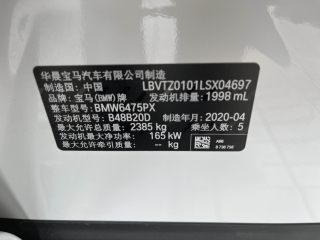 华晨宝马汽车有限公司制造
制造国：中国 LBVTZ0101LSX04697
品牌：宝马(BMW)牌 发动机排量：1998 mL
整车型号：BMW6475PX
发动机型号：B48B20D 制造年月：2020-04
最大允许总质量：2385 kg 乘坐人数：5
发动机最大净功率：165 kW
最大允许牵引质量：-- kg